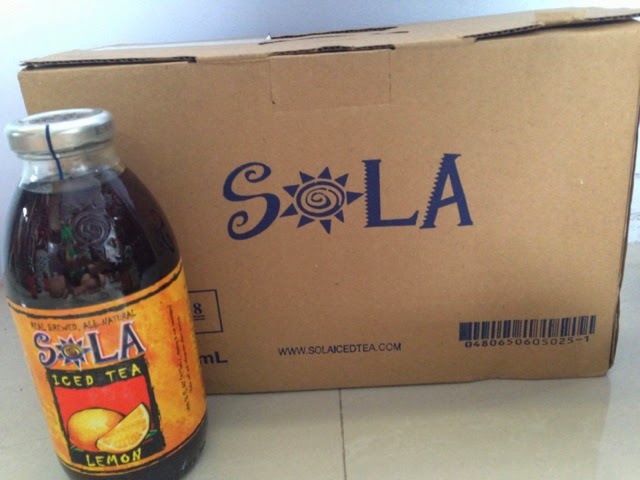 SOLA
8
mL
WWW.SOLAICEDTEA.COM
0480650605025-1
REAL BREWED, ALL NATURAL
SOLA
ICED TEA
LEMON